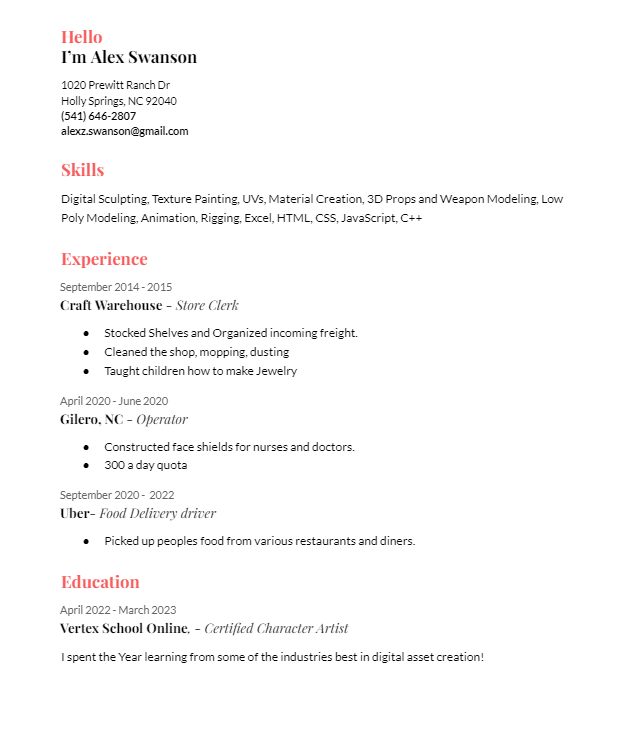 Hello
I'm Alex Swanson
1020 Prewitt Ranch Dr
Holly Springs, NC 92040
(541) 646-2807
alexz.swanson@gmail.com
Skills
Digital Sculpting, Texture Painting, UVs, Material Creation, 3D Props and Weapon Modeling, Low
Poly Modeling, Animation, Rigging, Excel, HTML, CSS, JavaScript, C++
Experience
September 2014 - 2015
Craft Warehouse - Store Clerk
● Stocked Shelves and Organized incoming freight.
● Cleaned the shop, mopping, dusting
● Taught children how to make Jewelry
April 2020 - June 2020
Gilero, NC - Operator
● Constructed face shields for nurses and doctors.
● 300 a day quota
September 2020 - 2022
Uber- Food Delivery driver
● Picked up peoples food from various restaurants and diners.
Education
April 2022 - March 2023
Vertex School Online, - Certified Character Artist
I spent the Year learning from some of the industries best in digital asset creation!